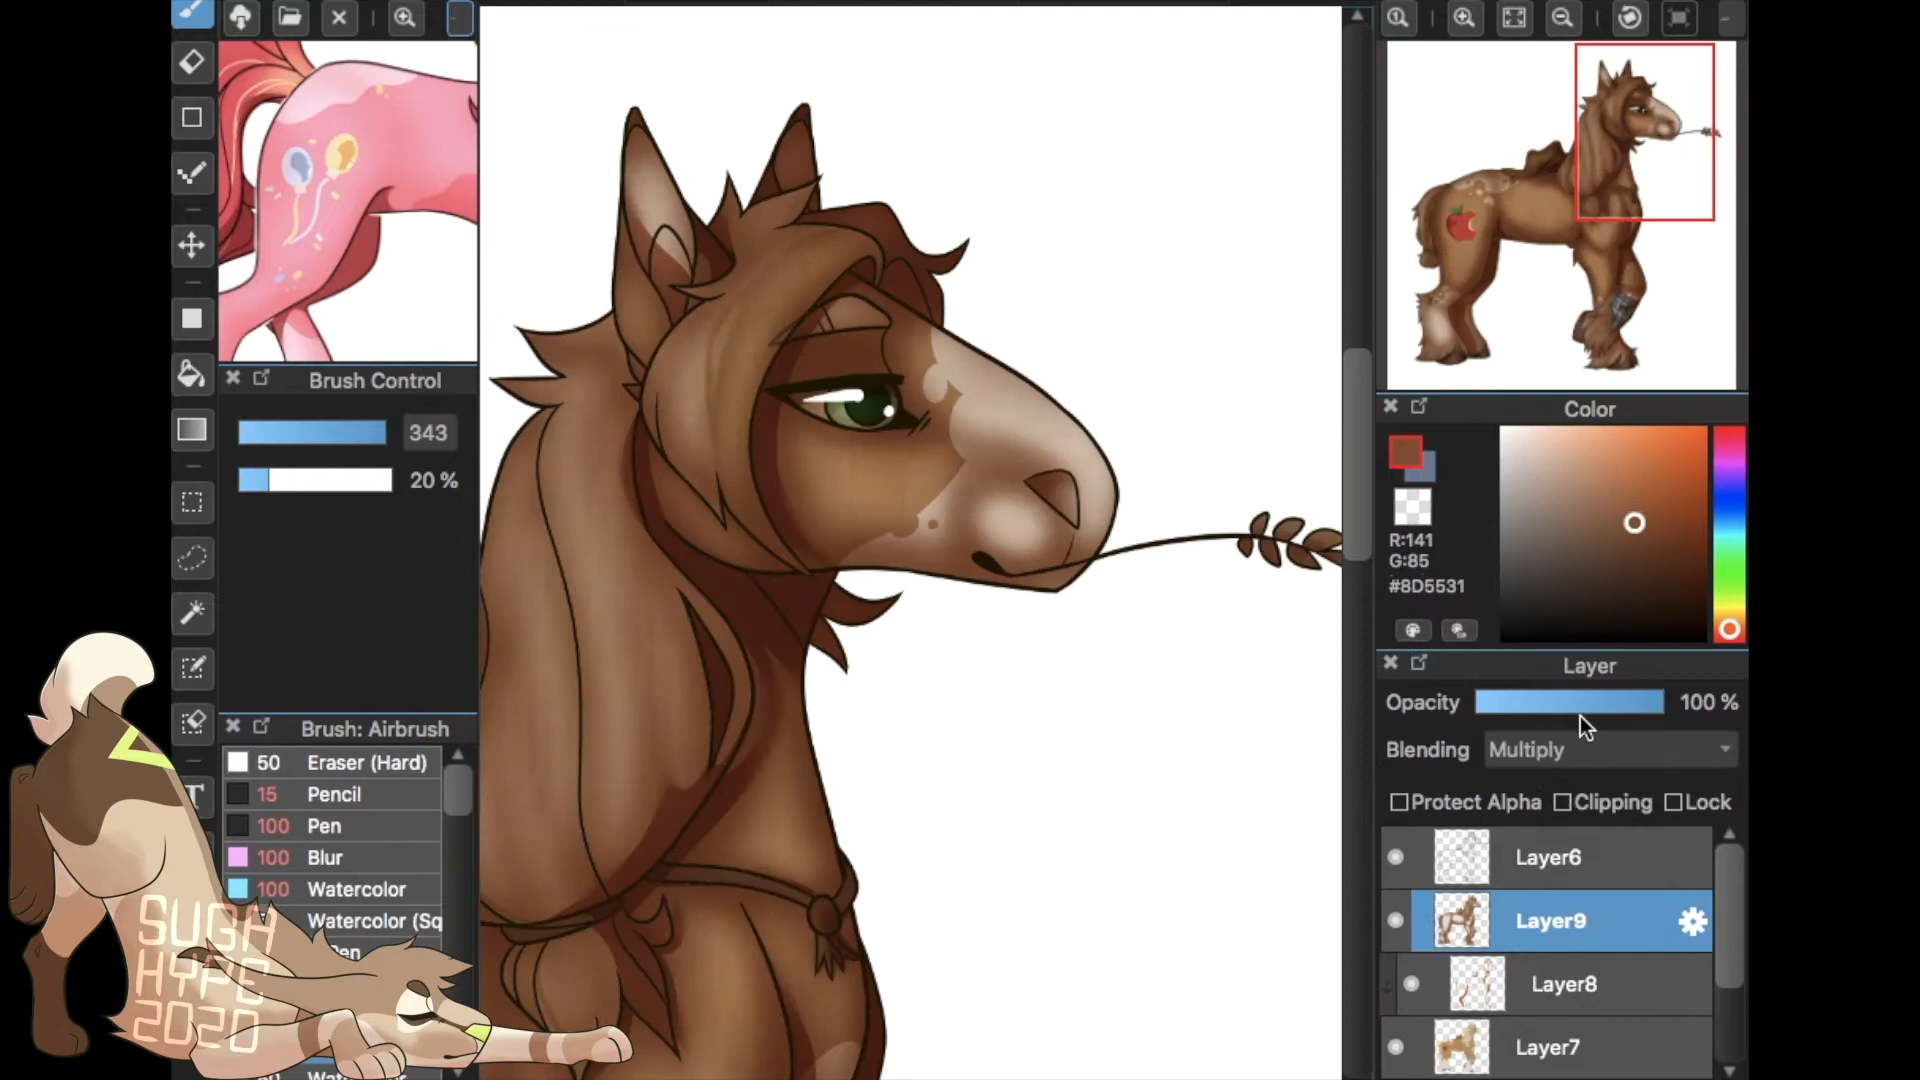 Brush Control
343
20 %
Brush: Airbrush
50 Eraser (Hard)
15 Pencil
100 Pen
100 Blur
100 Watercolor
Watercolor (Sq
Pen
SUGA
HYPE
2020
Color
R:141
G:85
#8D5531
Layer
Opacity 100 %
Blending Multiply
Protect Alpha Clipping Lock
Layer6
Layer9
Layer8
Layer7